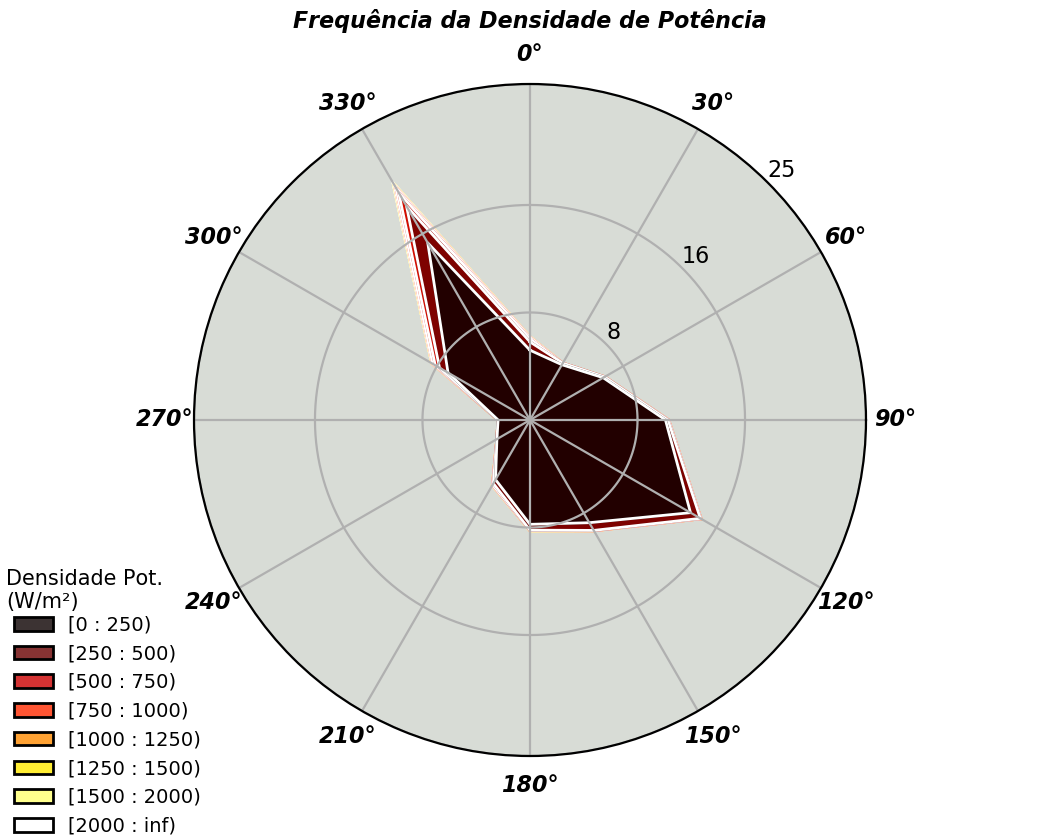 Frequência da Densidade de Potência
0°
330°
30°
25
300°
60°
16
8
270°
90°
240°
120°
210°
150°
180°
Densidade Pot.
(W/m²)
[0 : 250)
[250 : 500)
[500 : 750)
[750 : 1000)
[1000 : 1250)
[1250 : 1500)
[1500 : 2000)
[2000 : inf)